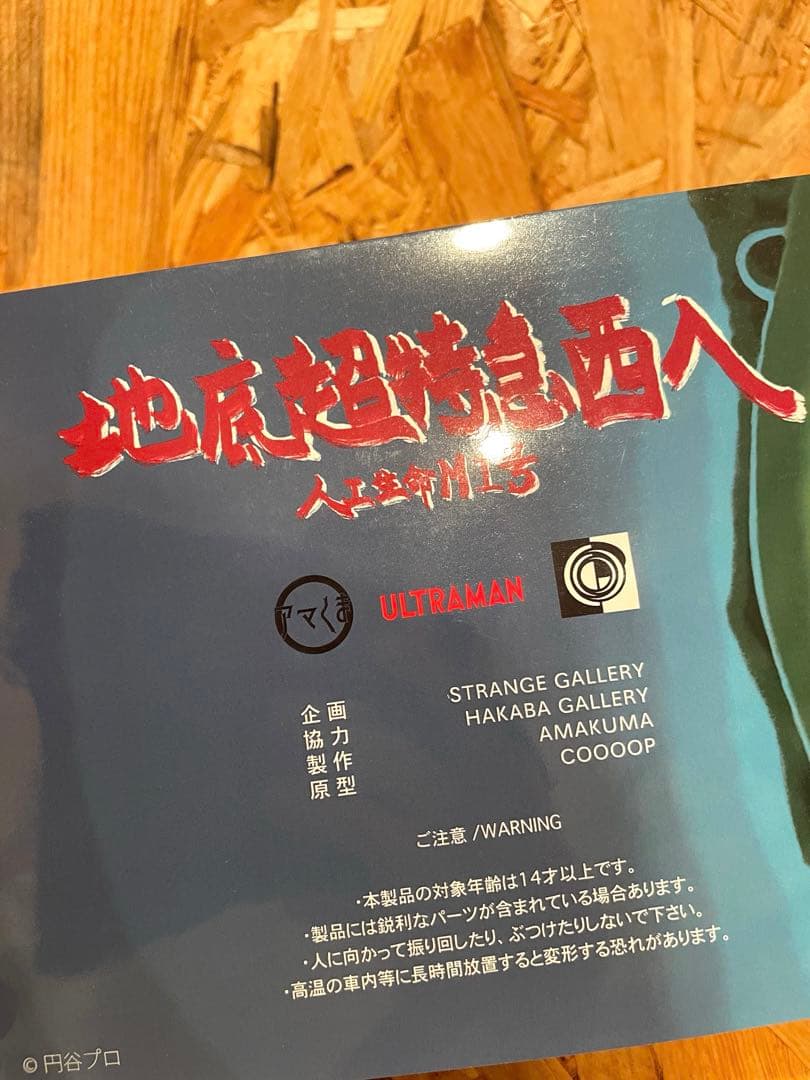 地底超特急西へ
人工生命M1号
アマくま
ULTRAMAN
企画 STRANGE GALLERY
協力 HAKABA GALLERY
製作 AMAKUMA
原型 COOOOP
ご注意 /WARNING
・本製品の対象年齢は14才以上です。
・製品には鋭利なパーツが含まれている場合あります。
・人に向かって振り回したり、ぶつけたりしないで下さい。
・高温の車内等に長時間放置すると変形する恐れがあります。
© 円谷プロ